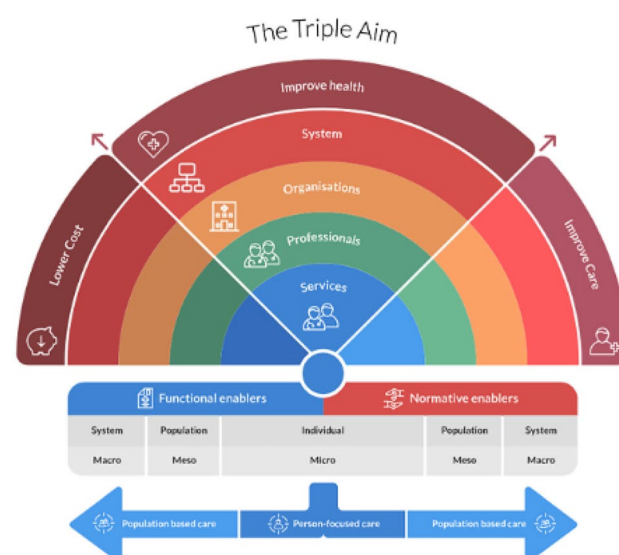 The Triple Aim
Improve health
Lower Cost
Improve Care
System
Organisations
Professionals
Services
Functional enablers
Normative enablers
System Population Individual Population System
Macro Meso Micro Meso Macro
Population based care Person-focused care Population based care